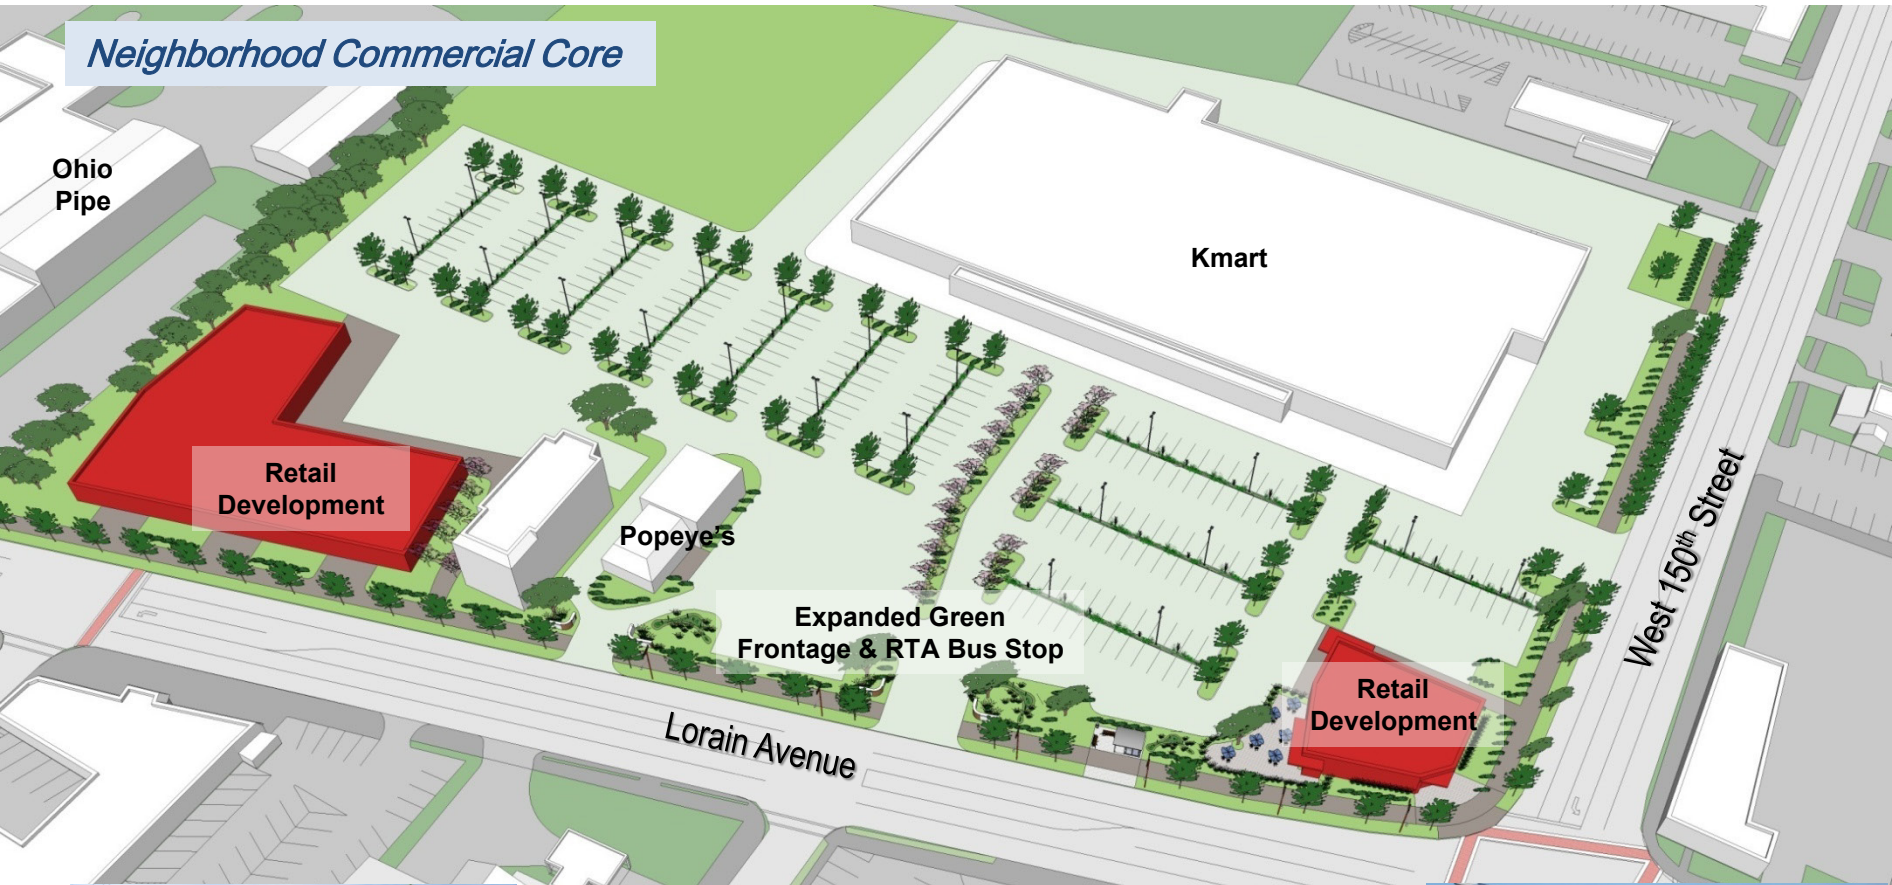 Neighborhood Commercial Core
Ohio
Pipe
Kmart
Retail
Development
Popeye's
Expanded Green
Frontage & RTA Bus Stop
Retail
Development
Lorain Avenue
West 150th Street